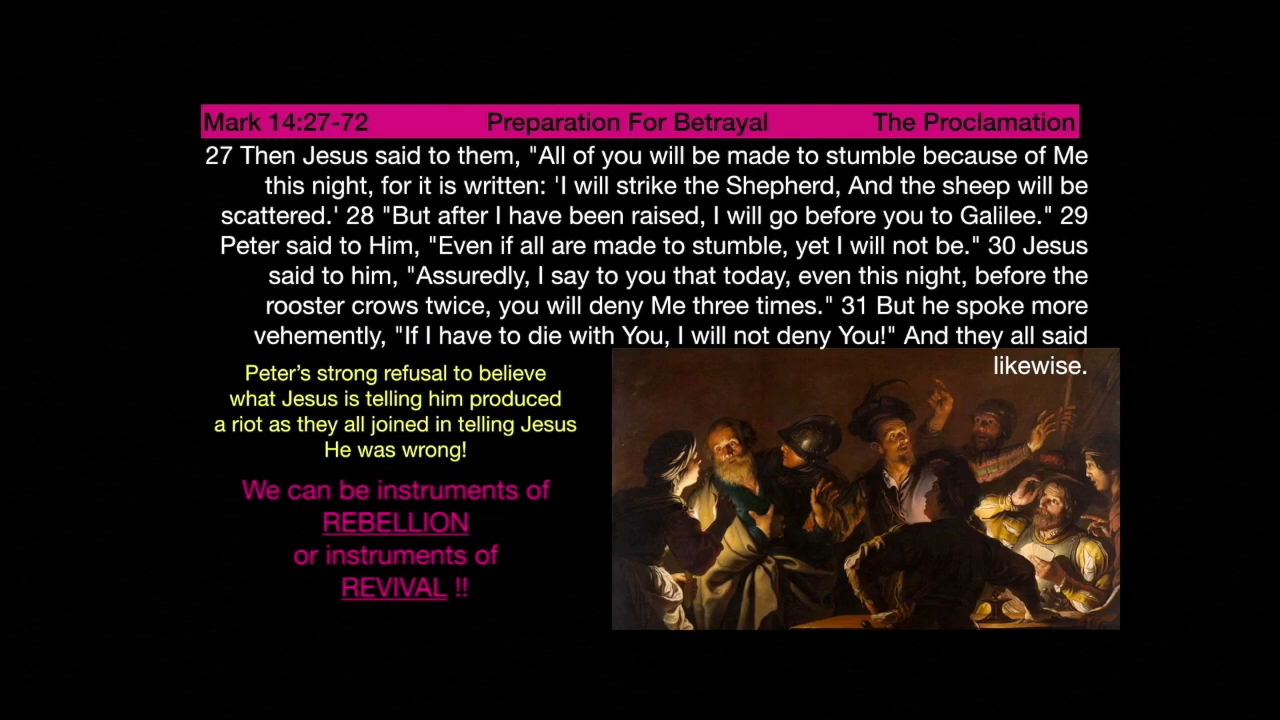 Mark 14:27-72 Preparation For Betrayal The Proclamation
27 Then Jesus said to them, "All of you will be made to stumble because of Me
this night, for it is written: 'I will strike the Shepherd, And the sheep will be
scattered.' 28 "But after I have been raised, I will go before you to Galilee." 29
Peter said to Him, "Even if all are made to stumble, yet I will not be." 30 Jesus
said to him, "Assuredly, I say to you that today, even this night, before the
rooster crows twice, you will deny Me three times." 31 But he spoke more
vehemently, "If I have to die with You, I will not deny You!" And they all said
likewise.
Peter’s strong refusal to believe
what Jesus is telling him produced
a riot as they all joined in telling Jesus
He was wrong!
We can be instruments of
REBELLION
or instruments of
REVIVAL !!